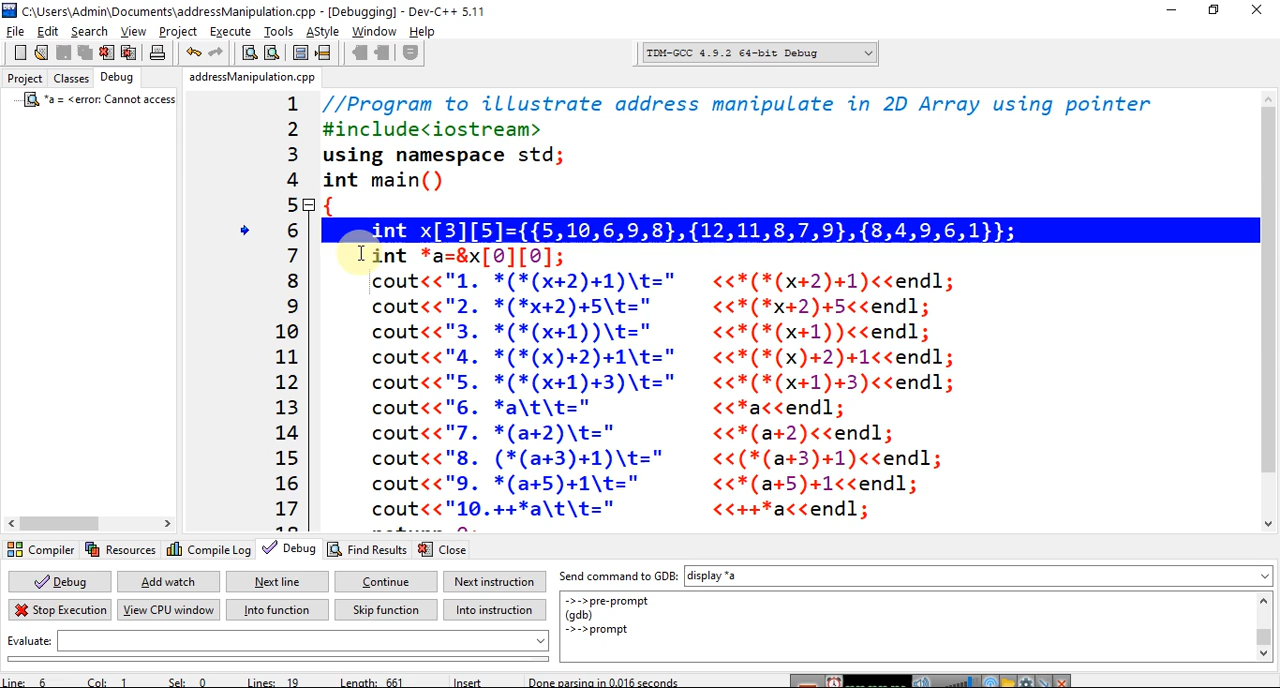 C:\Users\Admin\Documents\addressManipulation.cpp - [Debugging] - Dev-C++ 5.11
File Edit Search View Project Execute Tools AStyle Window Help
TDM-GCC 4.9.2 64-bit Debug
Project Classes Debug addressManipulation.cpp
*a = <error: Cannot access
1 //Program to illustrate address manipulate in 2D Array using pointer
2 #include<iostream>
3 using namespace std;
4 int main()
5 {
6 int x[3][5]={{5,10,6,9,8},{12,11,8,7,9},{8,4,9,6,1}};
7 int *a=&x[0][0];
8 cout<<"1. *(*(x+2)+1)\t=" <<*(*(x+2)+1)<<endl;
9 cout<<"2. *(*x+2)+5\t=" <<*(*x+2)+5<<endl;
10 cout<<"3. *(*(x+1))\t=" <<*(*(x+1))<<endl;
11 cout<<"4. *(*(x)+2)+1\t=" <<*(*(x)+2)+1<<endl;
12 cout<<"5. *(*(x+1)+3)\t=" <<*(*(x+1)+3)<<endl;
13 cout<<"6. *a\t\t=" <<*a<<endl;
14 cout<<"7. *(a+2)\t=" <<*(a+2)<<endl;
15 cout<<"8. (*(a+3)+1)\t=" <<(*(a+3)+1)<<endl;
16 cout<<"9. *(a+5)+1\t=" <<*(a+5)+1<<endl;
17 cout<<"10.++*a\t\t=" <<++*a<<endl;
Compiler Resources Compile Log Debug Find Results Close
Debug Add watch Next line Continue Next instruction Send command to GDB: display *a
Stop Execution View CPU window Into function Skip function Into instruction
->->pre-prompt
(gdb)
->->prompt
Evaluate:
Line: 6 Col: 1 Sel: 0 Lines: 19 Length: 661 Insert Done parsing in 0.016 seconds